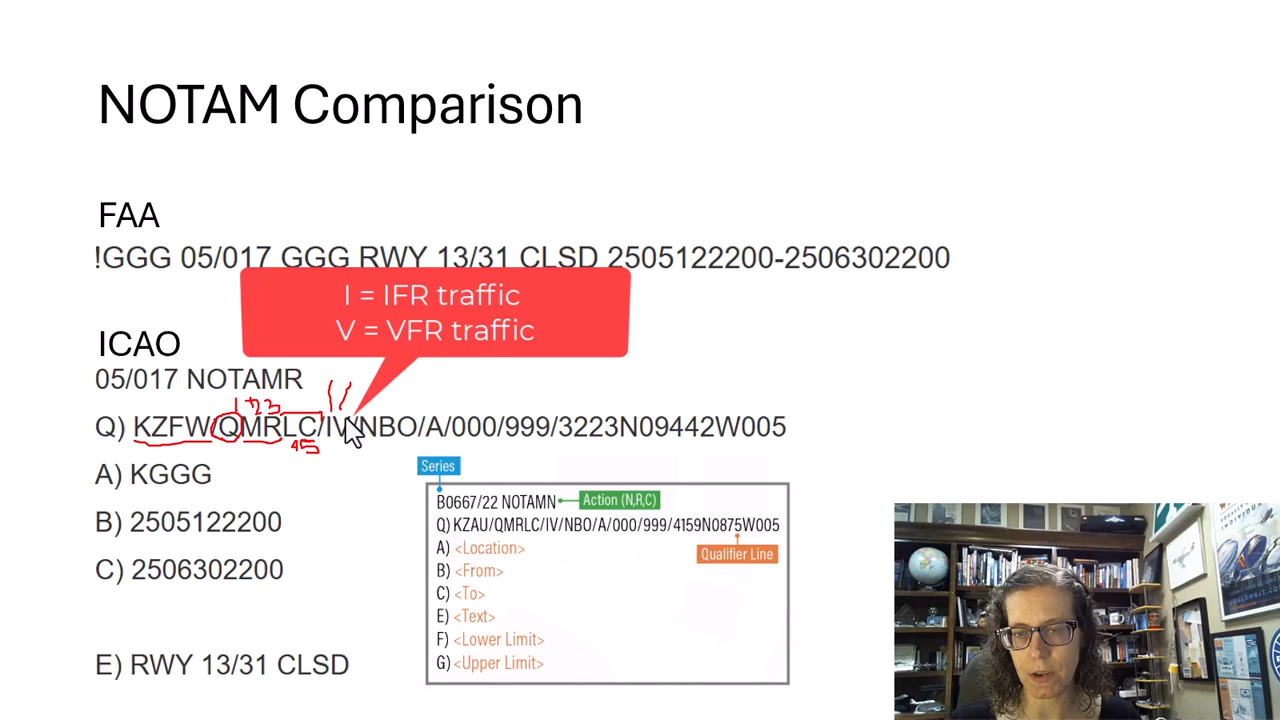 NOTAM Comparison
FAA
!GGG 05/017 GGG RWY 13/31 CLSD 2505122200-2506302200
I = IFR traffic
V = VFR traffic
ICAO
05/017 NOTAMR
1 23
Q) KZFW/QMRLC/IV/NBO/A/000/999/3223N09442W005
45
A) KGGG
B) 2505122200
C) 2506302200
E) RWY 13/31 CLSD
Series
B0667/22 NOTAMN
Action (N,R,C)
Q) KZAU/QMRLC/IV/NBO/A/000/999/4159N0875W005
A) <Location>
Qualifier Line
B) <From>
C) <To>
E) <Text>
F) <Lower Limit>
G) <Upper Limit>